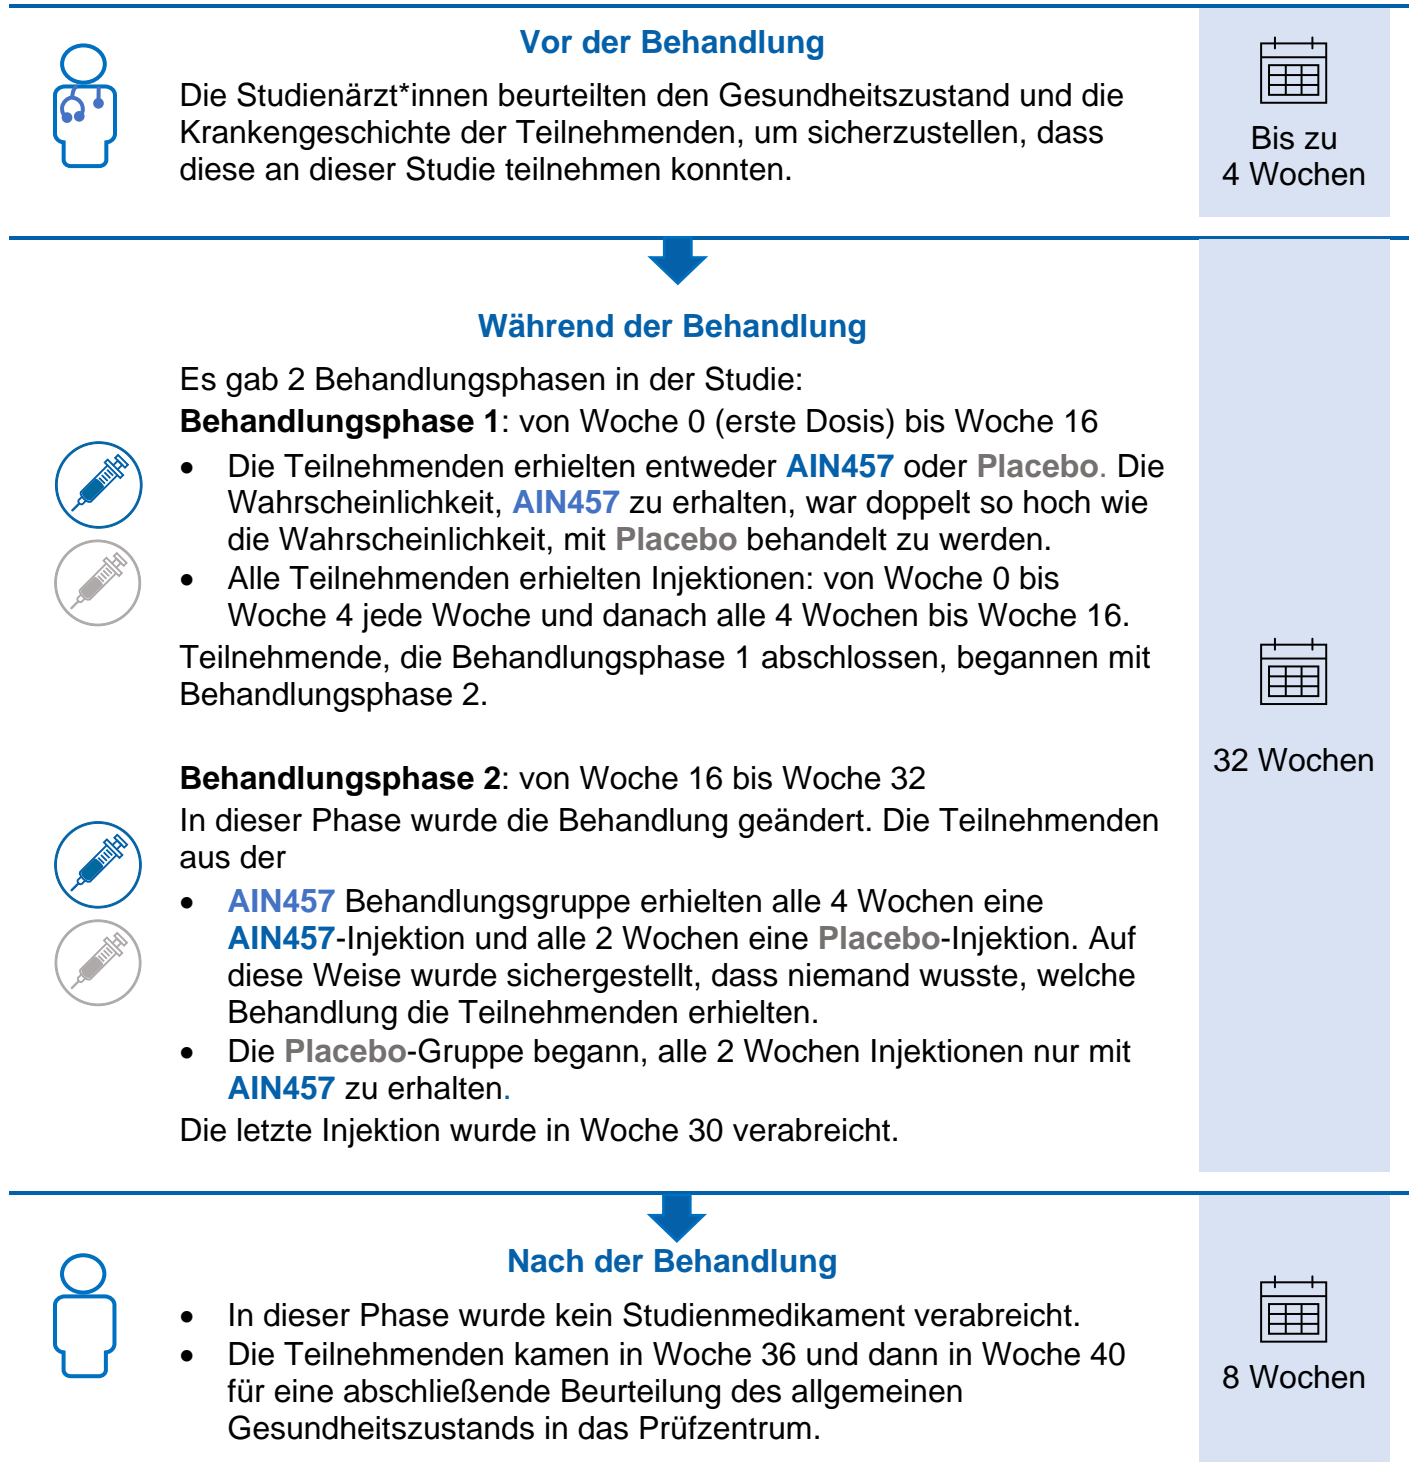 Vor der Behandlung
Die Studienärzt*innen beurteilten den Gesundheitszustand und die
Krankengeschichte der Teilnehmenden, um sicherzustellen, dass
diese an dieser Studie teilnehmen konnten.
Bis zu
4 Wochen
Während der Behandlung
Es gab 2 Behandlungsphasen in der Studie:
Behandlungsphase 1: von Woche 0 (erste Dosis) bis Woche 16
• Die Teilnehmenden erhielten entweder AIN457 oder Placebo. Die
Wahrscheinlichkeit, AIN457 zu erhalten, war doppelt so hoch wie
die Wahrscheinlichkeit, mit Placebo behandelt zu werden.
• Alle Teilnehmenden erhielten Injektionen: von Woche 0 bis
Woche 4 jede Woche und danach alle 4 Wochen bis Woche 16.
Teilnehmende, die Behandlungsphase 1 abschlossen, begannen mit
Behandlungsphase 2.
Behandlungsphase 2: von Woche 16 bis Woche 32
In dieser Phase wurde die Behandlung geändert. Die Teilnehmenden
aus der
• AIN457 Behandlungsgruppe erhielten alle 4 Wochen eine
AIN457-Injektion und alle 2 Wochen eine Placebo-Injektion. Auf
diese Weise wurde sichergestellt, dass niemand wusste, welche
Behandlung die Teilnehmenden erhielten.
• Die Placebo-Gruppe begann, alle 2 Wochen Injektionen nur mit
AIN457 zu erhalten.
Die letzte Injektion wurde in Woche 30 verabreicht.
32 Wochen
Nach der Behandlung
• In dieser Phase wurde kein Studienmedikament verabreicht.
• Die Teilnehmenden kamen in Woche 36 und dann in Woche 40
für eine abschließende Beurteilung des allgemeinen
Gesundheitszustands in das Prüfzentrum.
8 Wochen